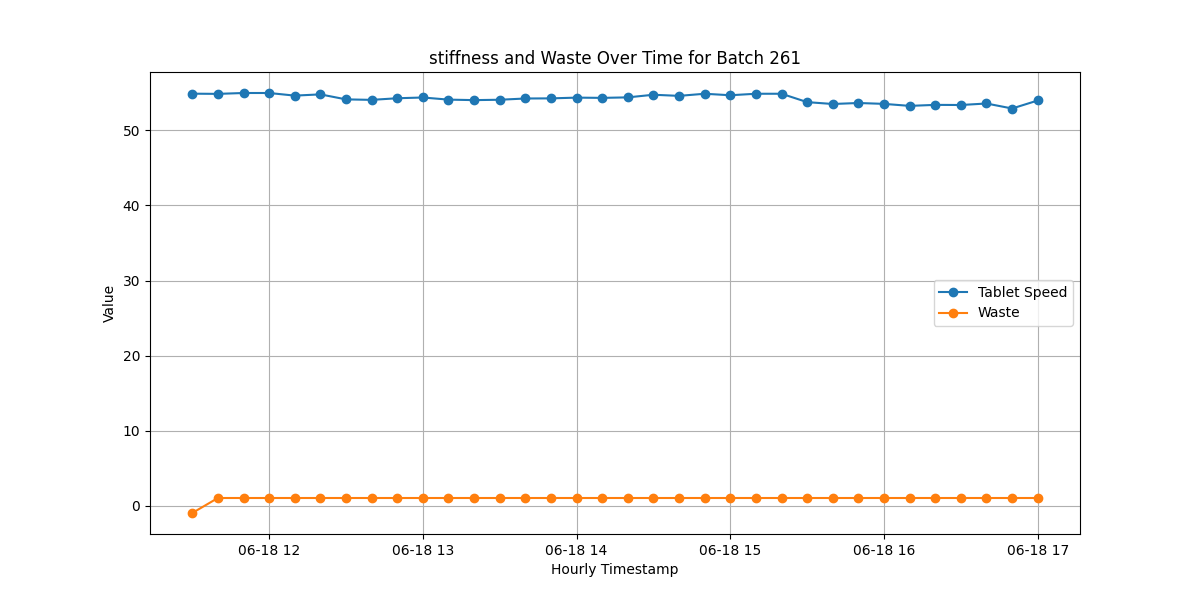 stiffness and Waste Over Time for Batch 261
Value
50
40
30
20
10
0
Tablet Speed
Waste
06-18 12
06-18 13
06-18 14
06-18 15
06-18 16
06-18 17
Hourly Timestamp